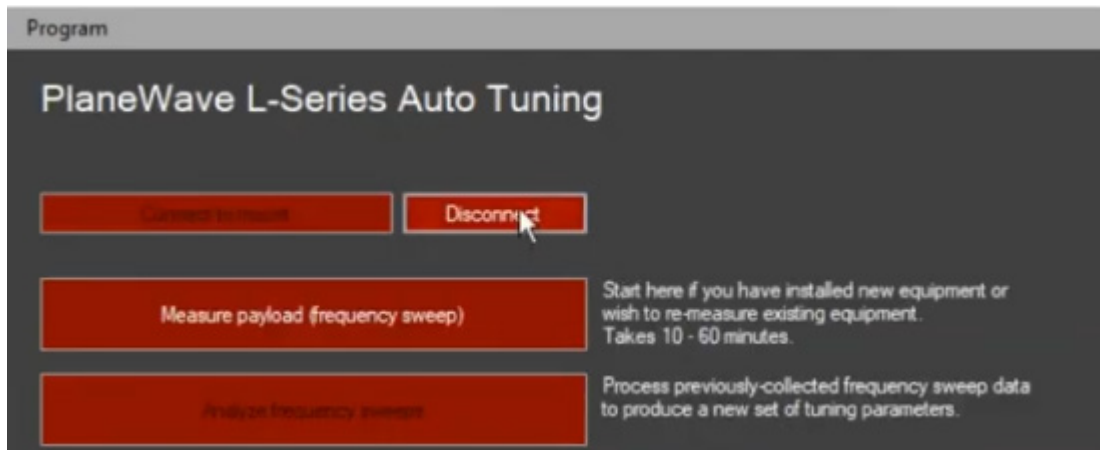 Program
PlaneWave L-Series Auto Tuning
Connect to mount
Disconnect
Measure payload (frequency sweep)
Start here if you have installed new equipment or
wish to re-measure existing equipment.
Takes 10 - 60 minutes.
Analyze frequency sweeps
Process previously-collected frequency sweep data
to produce a new set of tuning parameters.